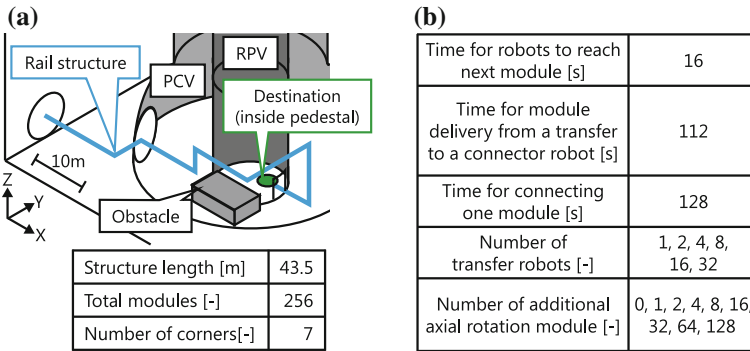 (a)
RPV
Rail structure
PCV
Destination
(inside pedestal)
10m
Z
Y
X
Obstacle
Structure length [m] 43.5
Total modules [-] 256
Number of corners[-] 7
(b)
Time for robots to reach
next module [s]
16
Time for module
delivery from a transfer
to a connector robot [s]
112
Time for connecting
one module [s]
128
Number of
transfer robots [-]
1, 2, 4, 8,
16, 32
Number of additional
axial rotation module [-]
0, 1, 2, 4, 8, 16,
32, 64, 128